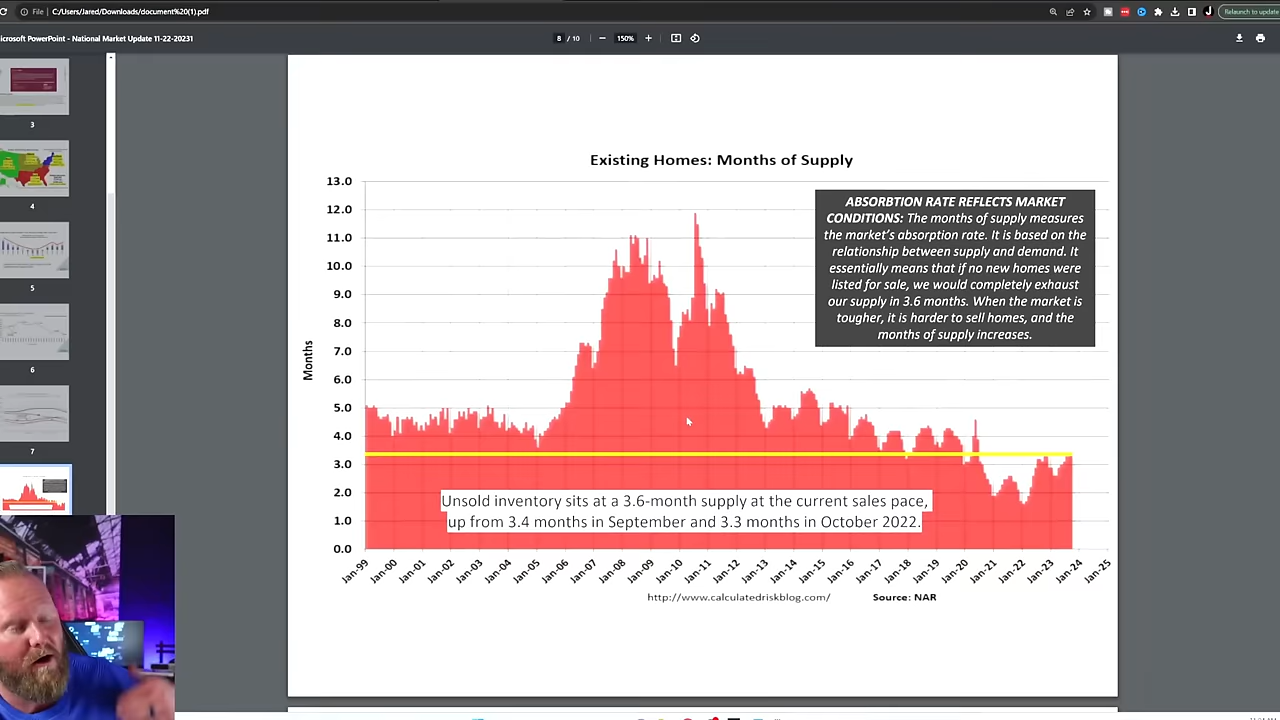 File | C:/Users/Jared/Downloads/document%20(1).pdf
Relaunch to update
icrosoft PowerPoint - National Market Update 11-22-20231
8 / 10
150%
3
4
5
6
7
Existing Homes: Months of Supply
ABSORBTION RATE REFLECTS MARKET
CONDITIONS: The months of supply measures
the market's absorption rate. It is based on the
relationship between supply and demand. It
essentially means that if no new homes were
listed for sale, we would completely exhaust
our supply in 3.6 months. When the market is
tougher, it is harder to sell homes, and the
months of supply increases.
Months
13.0
12.0
11.0
10.0
9.0
8.0
7.0
6.0
5.0
4.0
3.0
2.0
1.0
0.0
Unsold inventory sits at a 3.6-month supply at the current sales pace,
up from 3.4 months in September and 3.3 months in October 2022.
Jan-99 Jan-00 Jan-01 Jan-02 Jan-03 Jan-04 Jan-05 Jan-06 Jan-07 Jan-08 Jan-09 Jan-10 Jan-11 Jan-12 Jan-13 Jan-14 Jan-15 Jan-16 Jan-17 Jan-18 Jan-19 Jan-20 Jan-21 Jan-22 Jan-23 Jan-24 Jan-25
http://www.calculatedriskblog.com/ Source: NAR